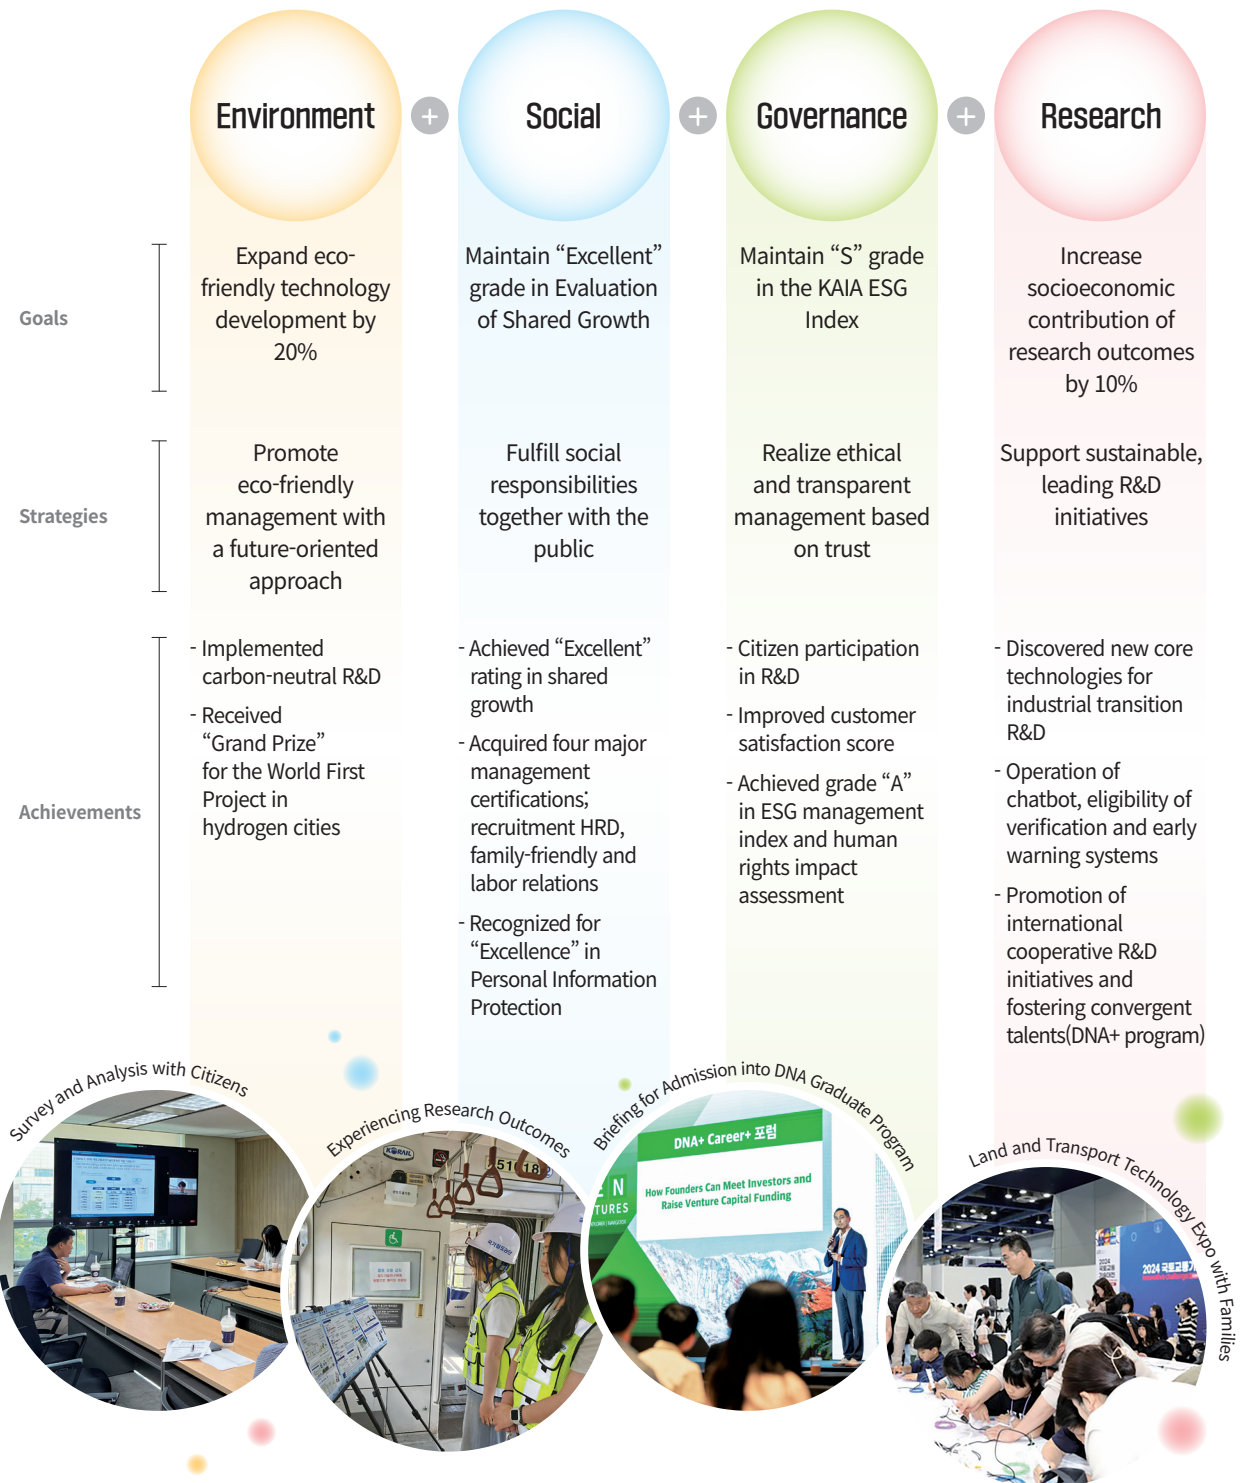 Environment
+
Social
+
Governance
+
Research
Goals
Expand eco-
friendly technology
development by
20%
Maintain “Excellent”
grade in Evaluation
of Shared Growth
Maintain “S” grade
in the KAIA ESG
Index
Increase
socioeconomic
contribution of
research outcomes
by 10%
Strategies
Promote
eco-friendly
management with
a future-oriented
approach
Fulfill social
responsibilities
together with the
public
Realize ethical
and transparent
management based
on trust
Support sustainable,
leading R&D
initiatives
Achievements
- Implemented
carbon-neutral R&D
- Received
“Grand Prize”
for the World First
Project in
hydrogen cities
- Achieved “Excellent”
rating in shared
growth
- Acquired four major
management
certifications;
recruitment HRD,
family-friendly and
labor relations
- Recognized for
“Excellence” in
Personal Information
Protection
- Citizen participation
in R&D
- Improved customer
satisfaction score
- Achieved grade “A”
in ESG management
index and human
rights impact
assessment
- Discovered new core
technologies for
industrial transition
R&D
- Operation of
chatbot, eligibility of
verification and early
warning systems
- Promotion of
international
cooperative R&D
initiatives and
fostering convergent
talents(DNA+ program)
Survey and Analysis with Citizens
Experiencing Research Outcomes
KORAIL
Briefing for Admission into DNA Graduate Program
DNA+ Career+ 포럼
How Founders Can Meet Investors and
Raise Venture Capital Funding
EN
TURES
Land and Transport Technology Expo with Families
2024 국토교통기